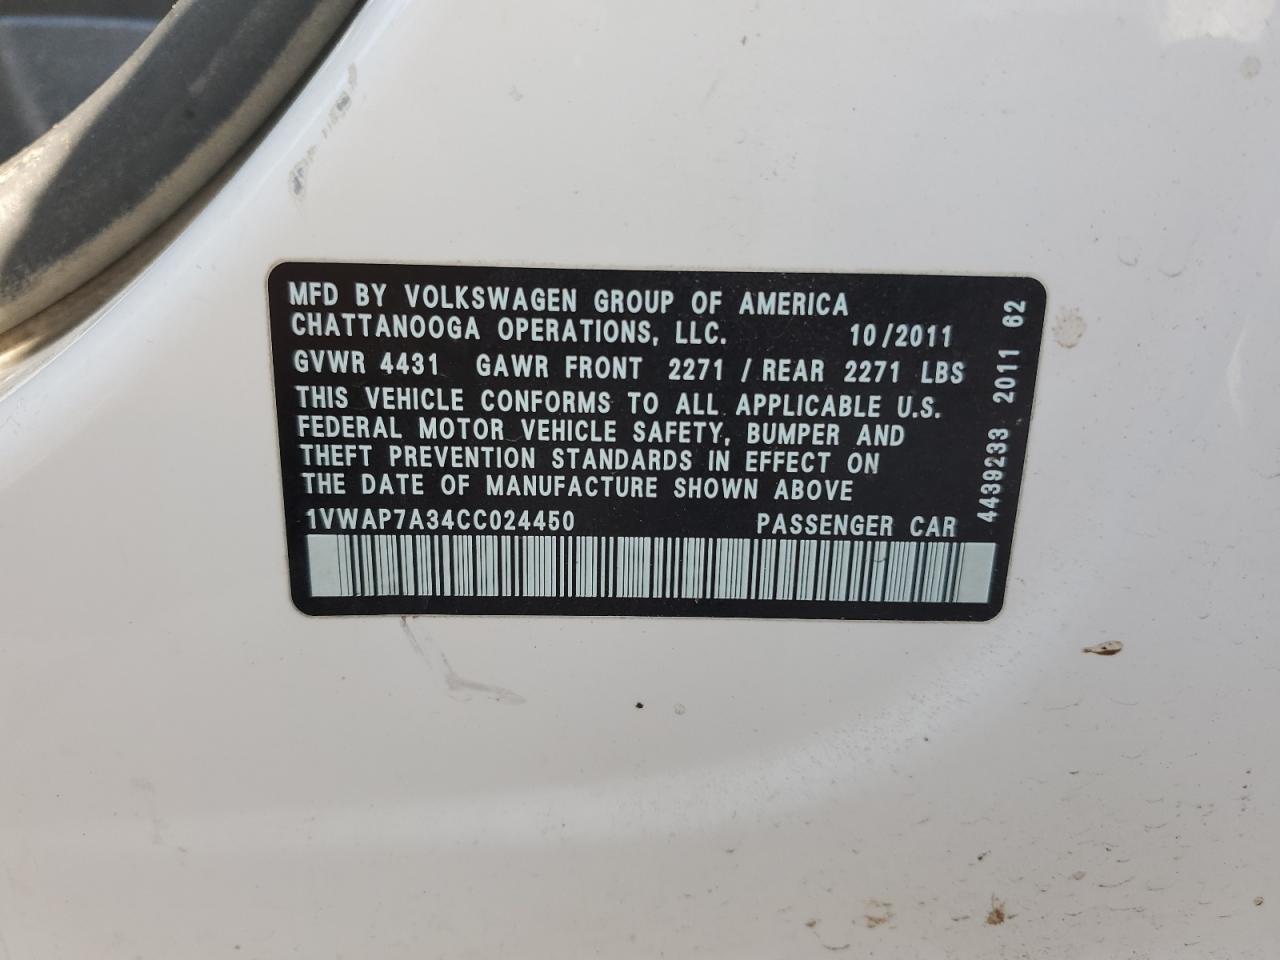 MFD BY VOLKSWAGEN GROUP OF AMERICA
CHATTANOOGA OPERATIONS, LLC. 10/2011
GVWR 4431 GAWR FRONT 2271 / REAR 2271 LBS
THIS VEHICLE CONFORMS TO ALL APPLICABLE U.S.
FEDERAL MOTOR VEHICLE SAFETY, BUMPER AND
THEFT PREVENTION STANDARDS IN EFFECT ON
THE DATE OF MANUFACTURE SHOWN ABOVE
1VWAP7A34CC024450 PASSENGER CAR
4439233 2011 62